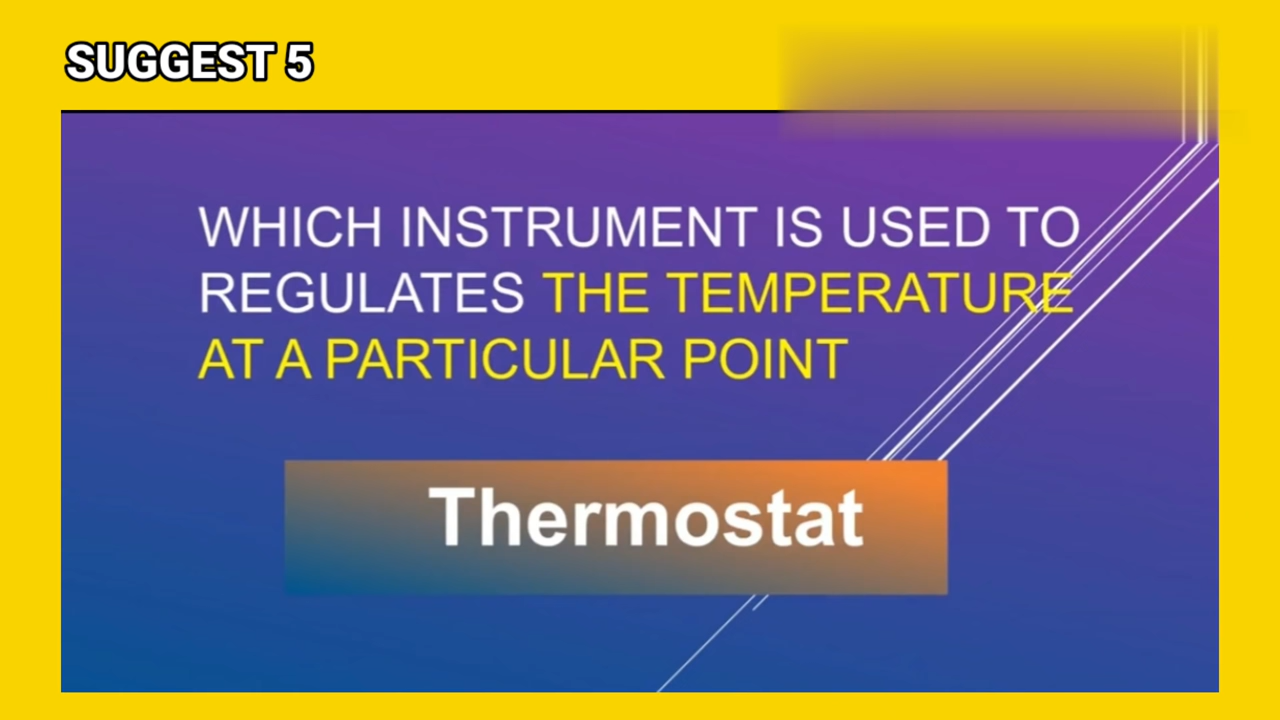 SUGGEST 5
WHICH INSTRUMENT IS USED TO
REGULATES THE TEMPERATURE
AT A PARTICULAR POINT
Thermostat